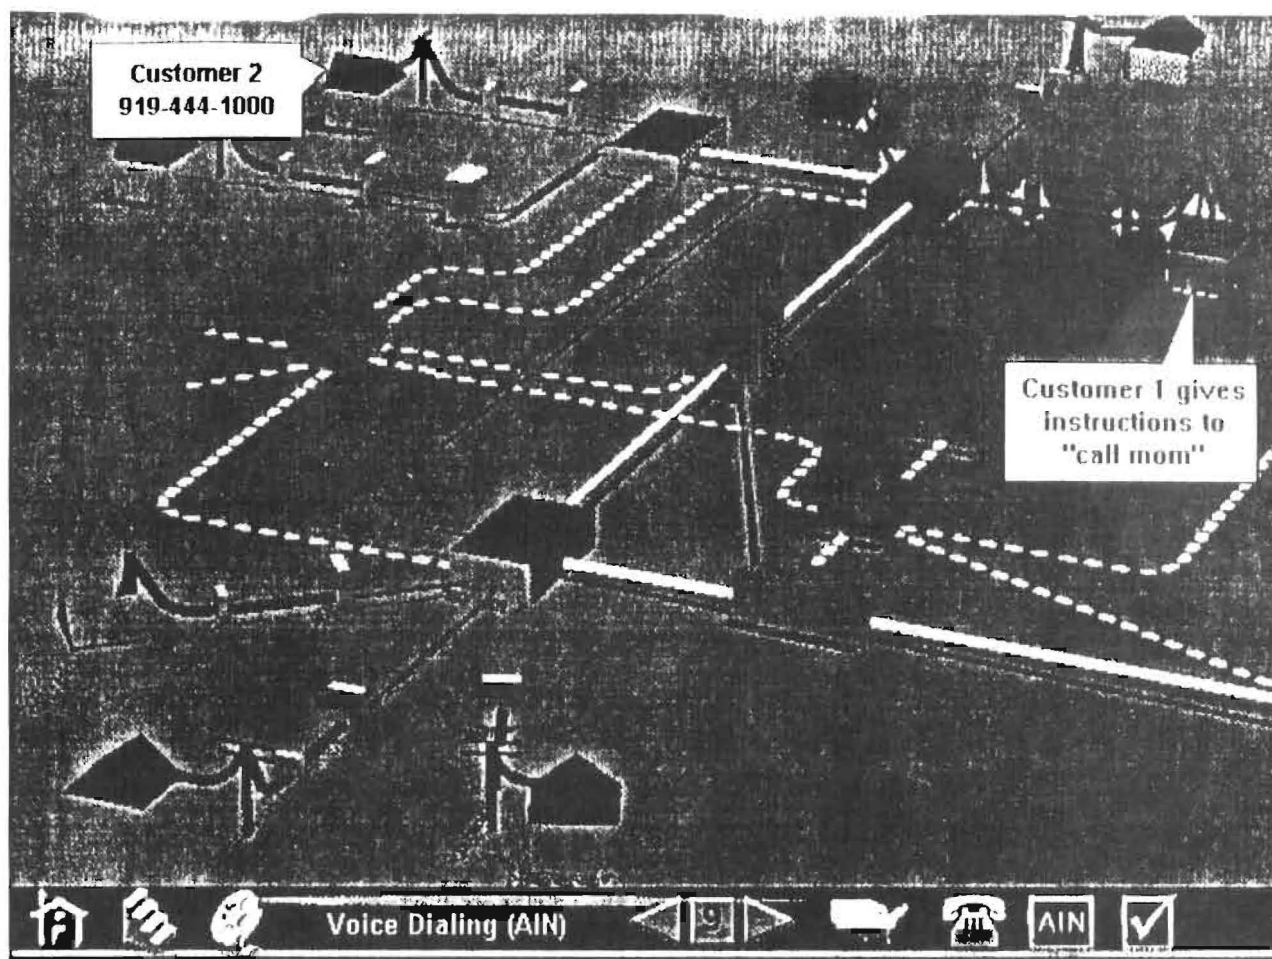 Customer 2
919-444-1000
Customer 1 gives
instructions to
"call mom"
Voice Dialing (AIN)
9
AIN